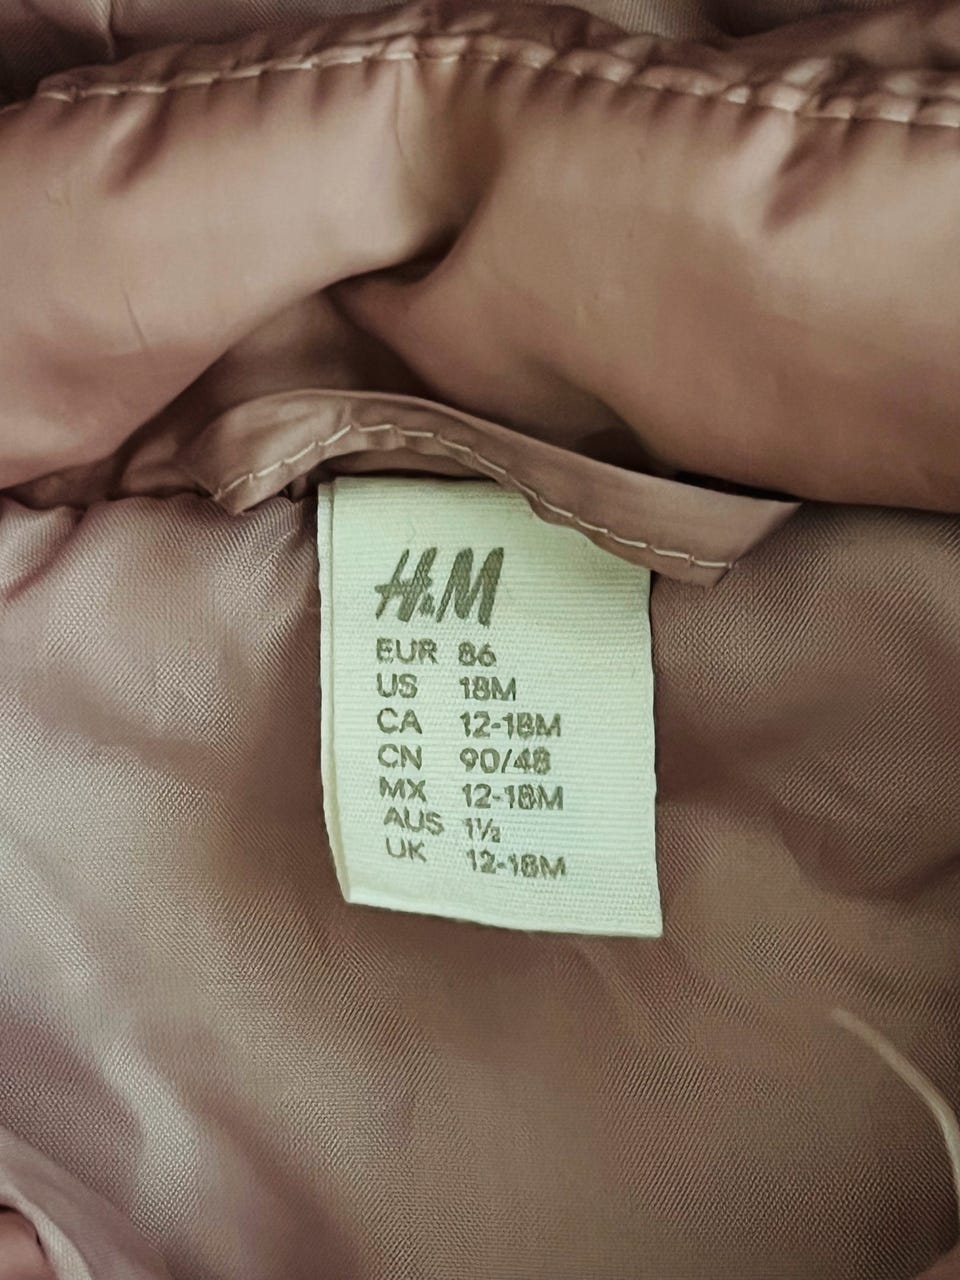 H&M
EUR 86
US 18M
CA 12-18M
CN 90/48
MX 12-18M
AUS 1½
UK 12-18M